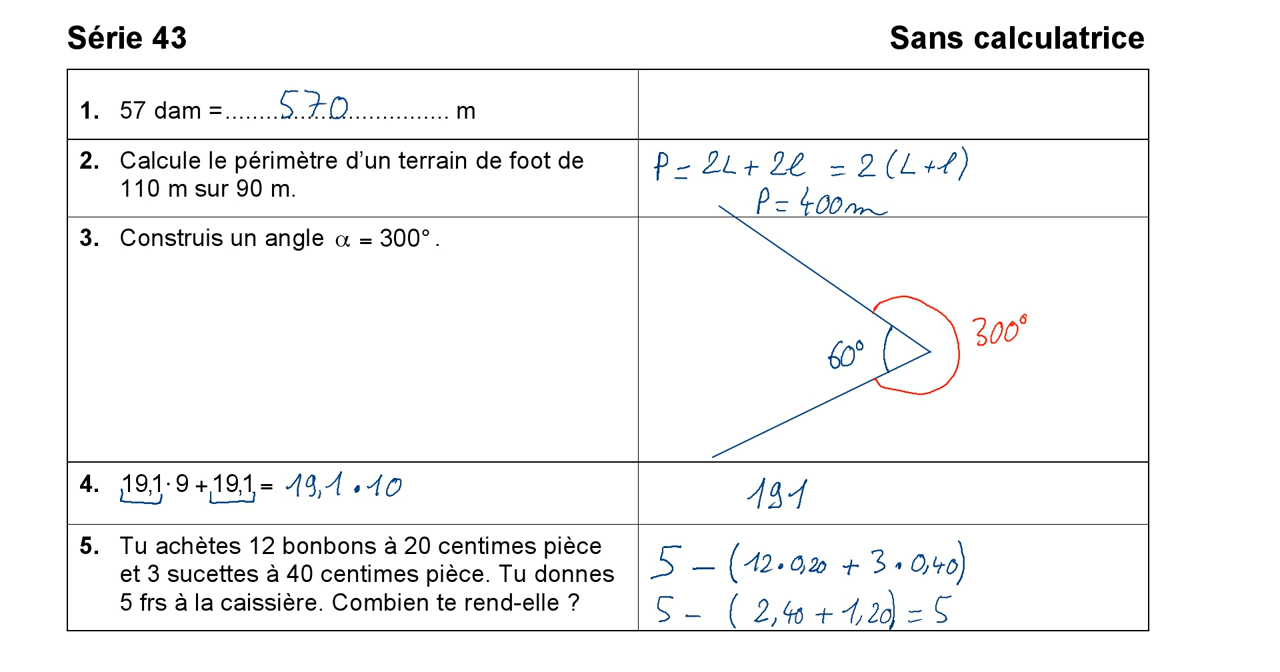 Série 43
Sans calculatrice
1. 57 dam =........570............... m
2. Calcule le périmètre d'un terrain de foot de
110 m sur 90 m.
P = 2L + 2l = 2 (L+l)
P = 400m
3. Construis un angle α = 300°.
60°
300°
4. 19,1· 9 + 19,1 = 19,1 • 10
191
5. Tu achètes 12 bonbons à 20 centimes pièce
et 3 sucettes à 40 centimes pièce. Tu donnes
5 frs à la caissière. Combien te rend-elle ?
5 – (12 • 0,20 + 3 • 0,40)
5 – ( 2,40 + 1,20) = 5